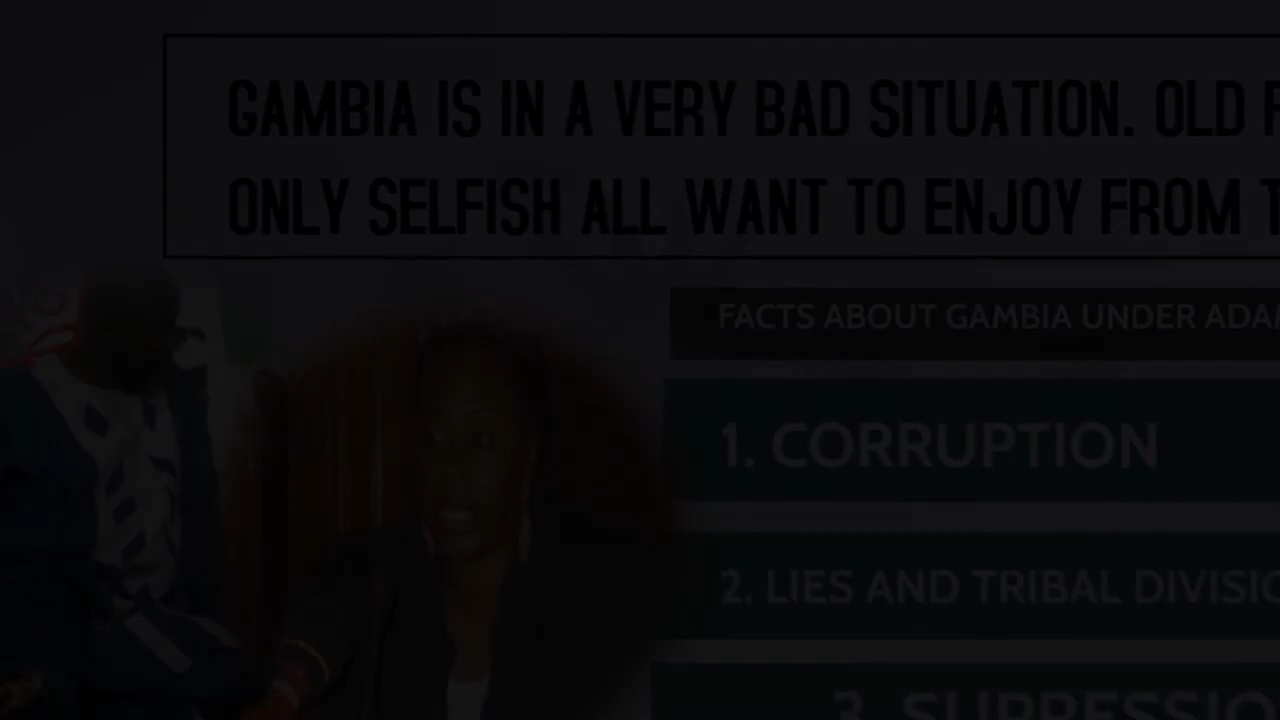 GAMBIA IS IN A VERY BAD SITUATION. OLD
ONLY SELFISH ALL WANT TO ENJOY FROM
FACTS ABOUT GAMBIA UNDER
1. CORRUPTION
2. LIES AND TRIBAL
3.